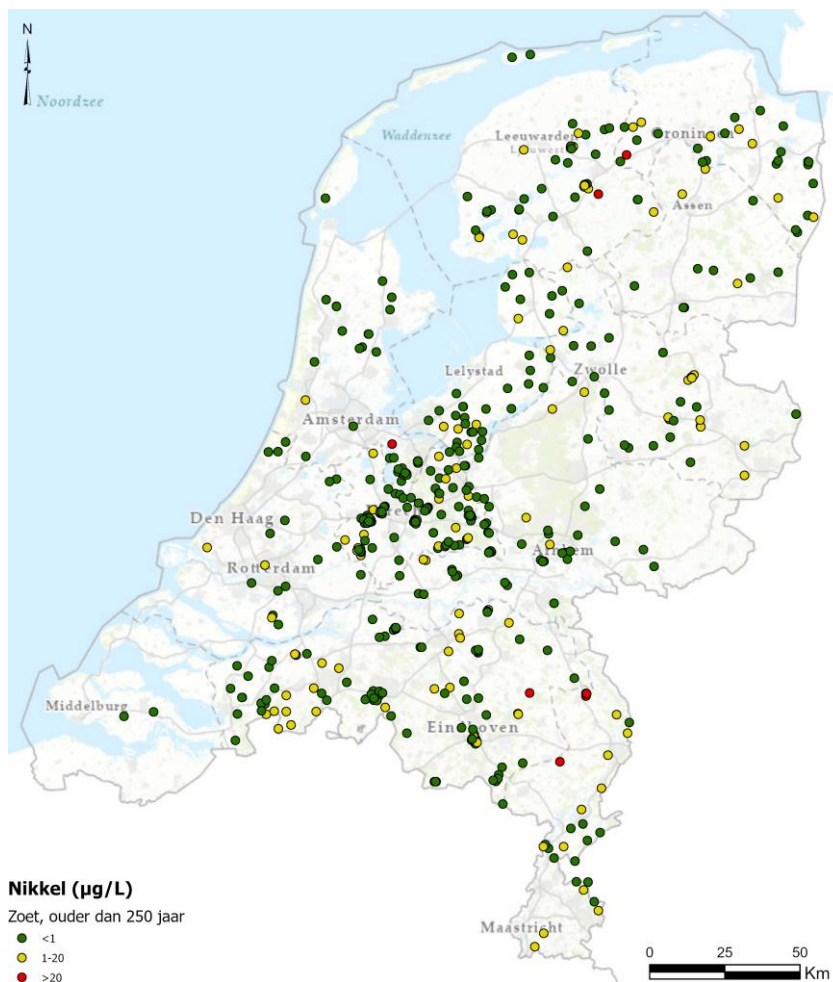 N
Noordzee
Waddenzee
Leeuwarden
Groningen
Assen
Lelystad
Zwolle
Amsterdam
Den Haag
Arnhem
Rotterdam
Middelburg
Eindhoven
Maastricht
Nikkel (µg/L)
Zoet, ouder dan 250 jaar
<1
1-20
>20
0 25 50
Km